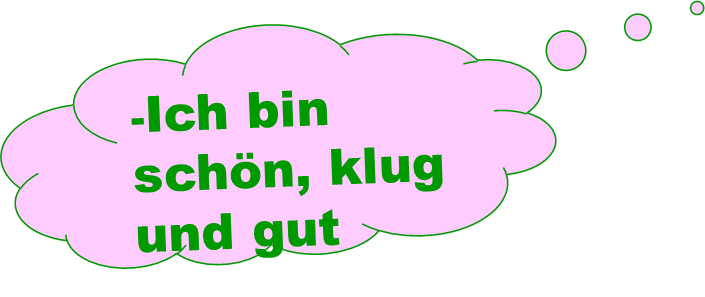 -Ich bin
schön, klug
und gut